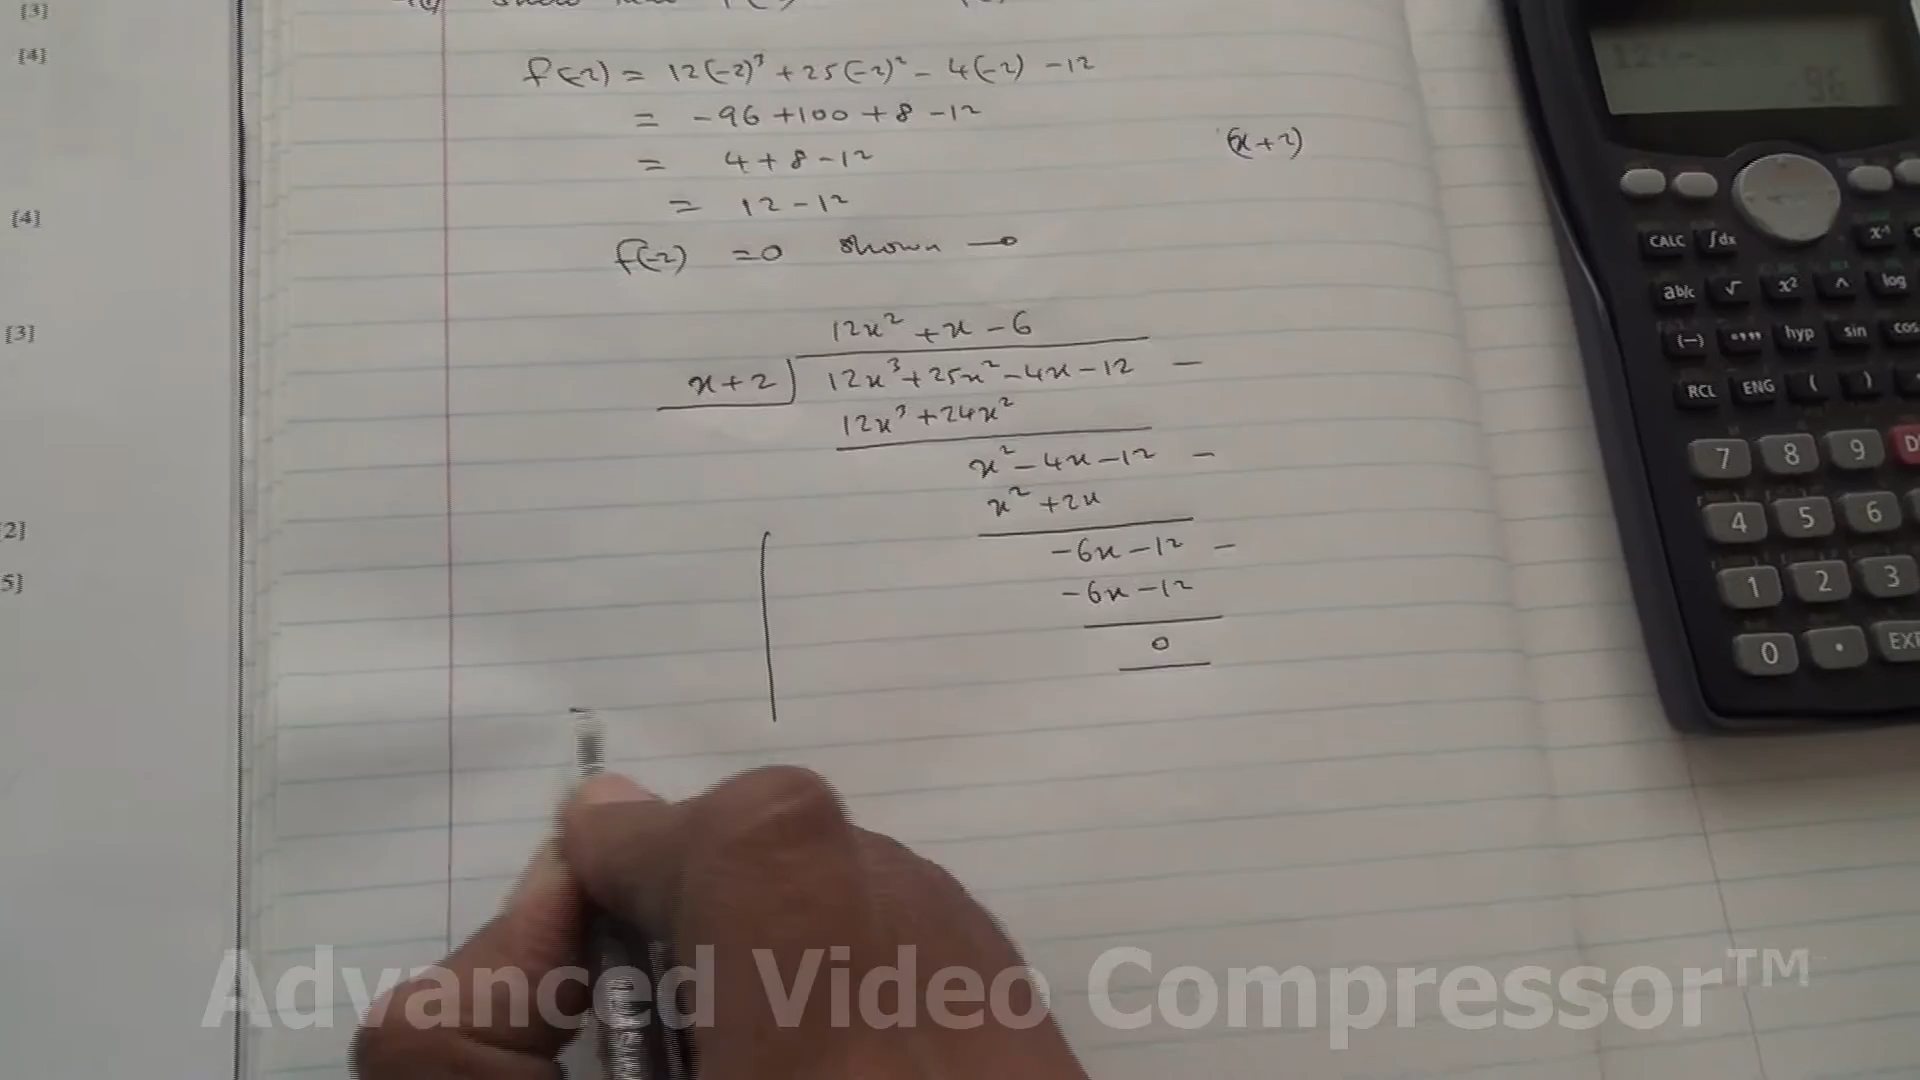 [3]
[4]
[4]
[3]
2]
5]
f(-2) = 12(-2)³ + 25(-2)² - 4(-2) - 12
= -96 + 100 + 8 - 12
= 4 + 8 - 12
= 12 - 12
f(-2) = 0 shown
(x+2)
12x² + x - 6
x+2 ) 12x³ + 25x² - 4x - 12 -
12x³ + 24x²
x² - 4x - 12 -
x² + 2x
-6x - 12 -
-6x - 12
0
-96
CALC ∫dx x⁻¹
ab/c √ x² ^ log
(−) °’” hyp sin cos
RCL ENG ( )
7 8 9 D
4 5 6
1 2 3
0 . EX
Advanced Video Compressor™